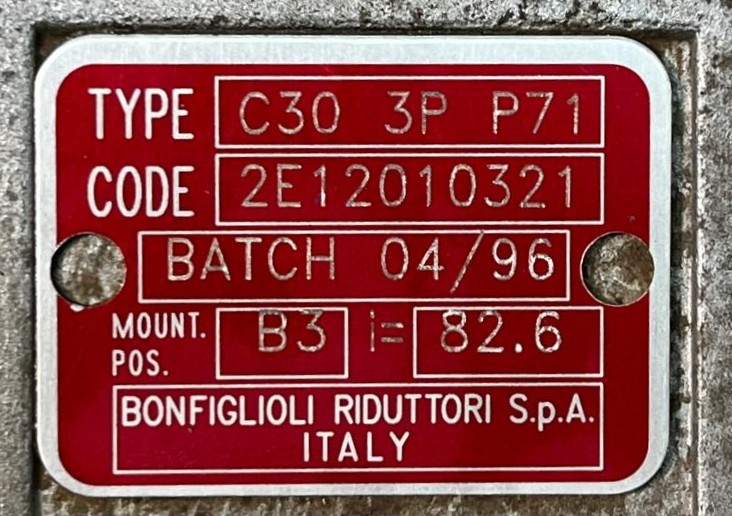 TYPE C30 3P P71
CODE 2E12010321
BATCH 04/96
MOUNT. POS. B3 i= 82.6
BONFIGLIOLI RIDUTTORI S.p.A.
ITALY